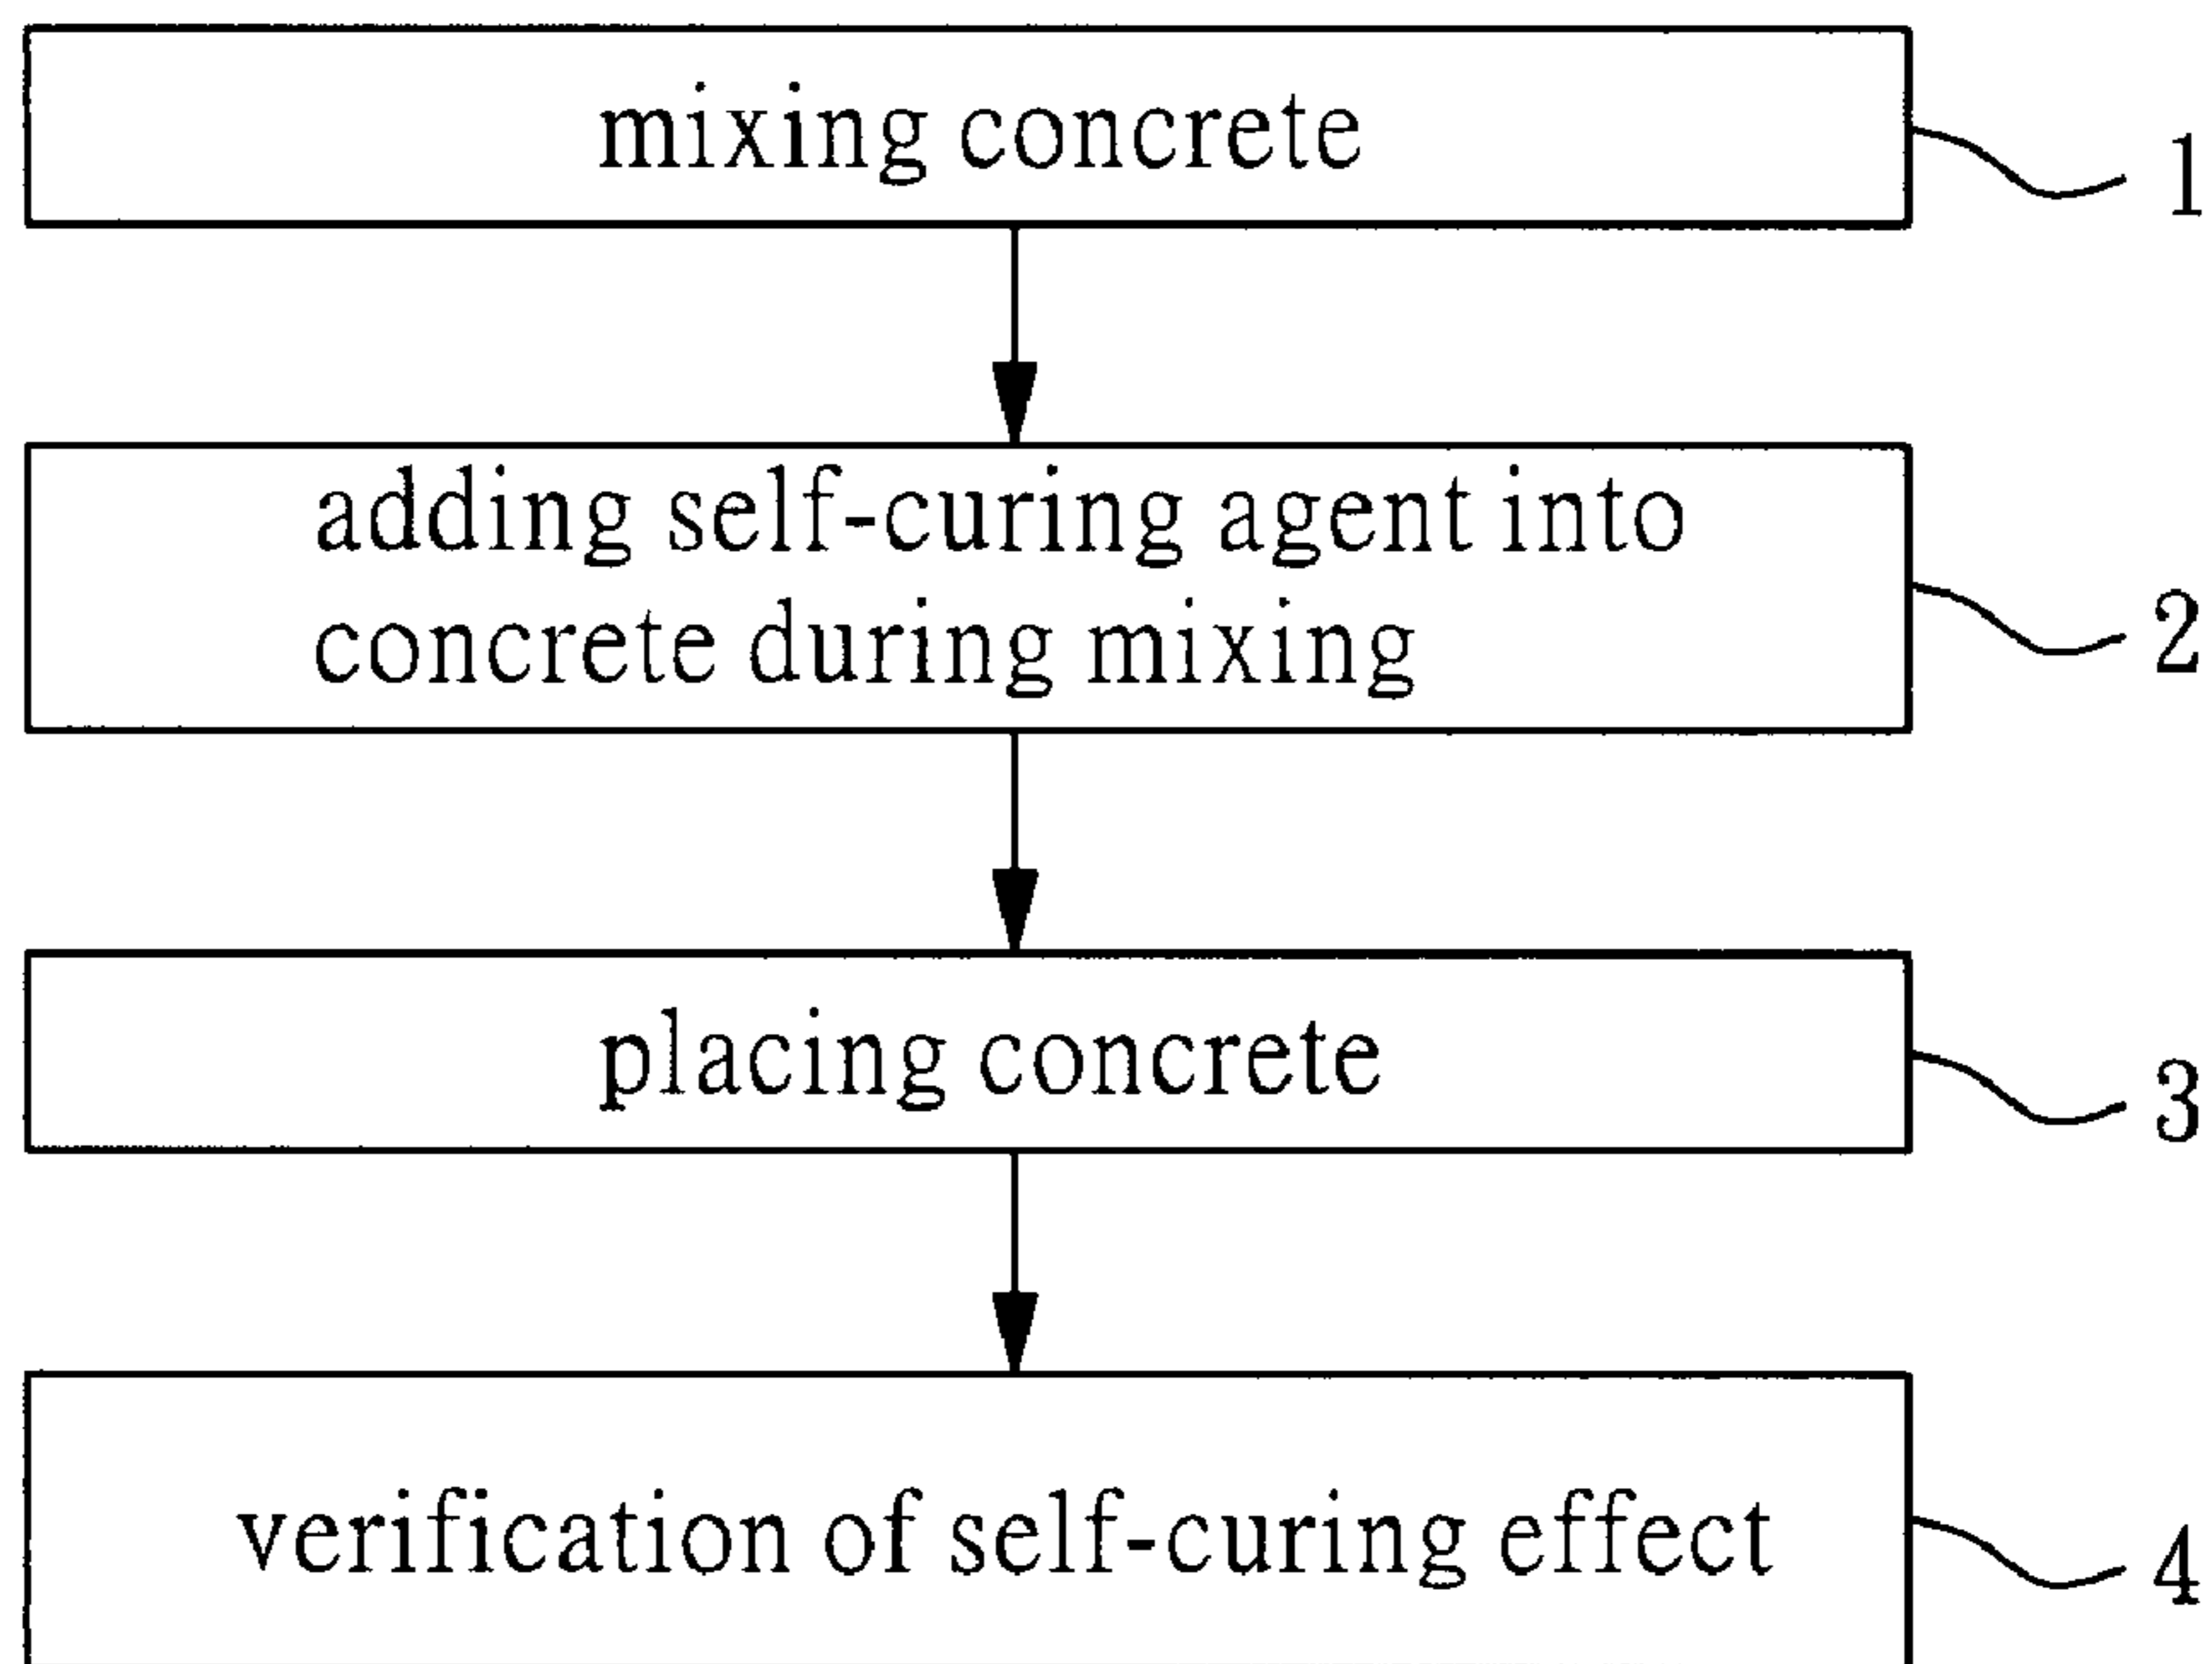 mixing concrete
1
adding self-curing agent into
concrete during mixing
2
placing concrete
3
verification of self-curing effect
4